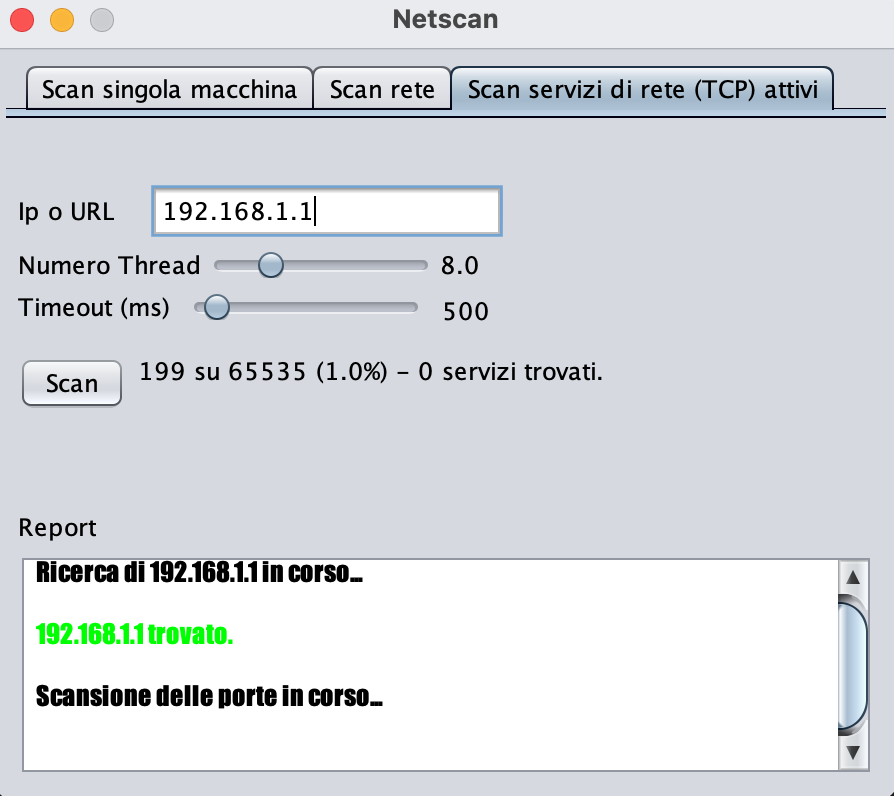 Netscan
Scan singola macchina
Scan rete
Scan servizi di rete (TCP) attivi
Ip o URL
192.168.1.1
Numero Thread
8.0
Timeout (ms)
500
Scan
199 su 65535 (1.0%) – 0 servizi trovati.
Report
Ricerca di 192.168.1.1 in corso...
192.168.1.1 trovato.
Scansione delle porte in corso...